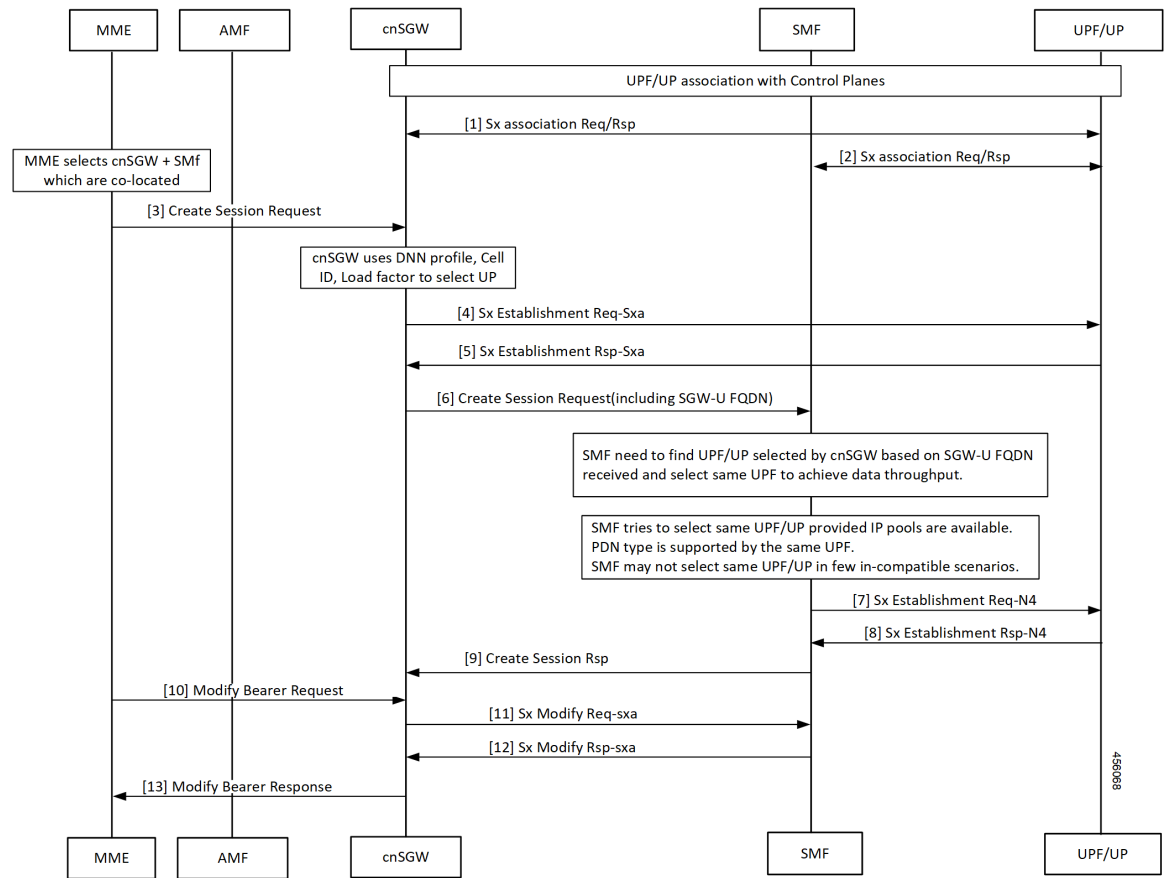 MME
AMF
cnSGW
SMF
UPF/UP
UPF/UP association with Control Planes
[1] Sx association Req/Rsp
MME selects cnSGW + SMf
which are co-located
[2] Sx association Req/Rsp
[3] Create Session Request
cnSGW uses DNN profile, Cell
ID, Load factor to select UP
[4] Sx Establishment Req-Sxa
[5] Sx Establishment Rsp-Sxa
[6] Create Session Request(including SGW-U FQDN)
SMF need to find UPF/UP selected by cnSGW based on SGW-U FQDN
received and select same UPF to achieve data throughput.
SMF tries to select same UPF/UP provided IP pools are available.
PDN type is supported by the same UPF.
SMF may not select same UPF/UP in few in-compatible scenarios.
[7] Sx Establishment Req-N4
[8] Sx Establishment Rsp-N4
[9] Create Session Rsp
[10] Modify Bearer Request
[11] Sx Modify Req-sxa
[12] Sx Modify Rsp-sxa
[13] Modify Bearer Response
456068
MME
AMF
cnSGW
SMF
UPF/UP